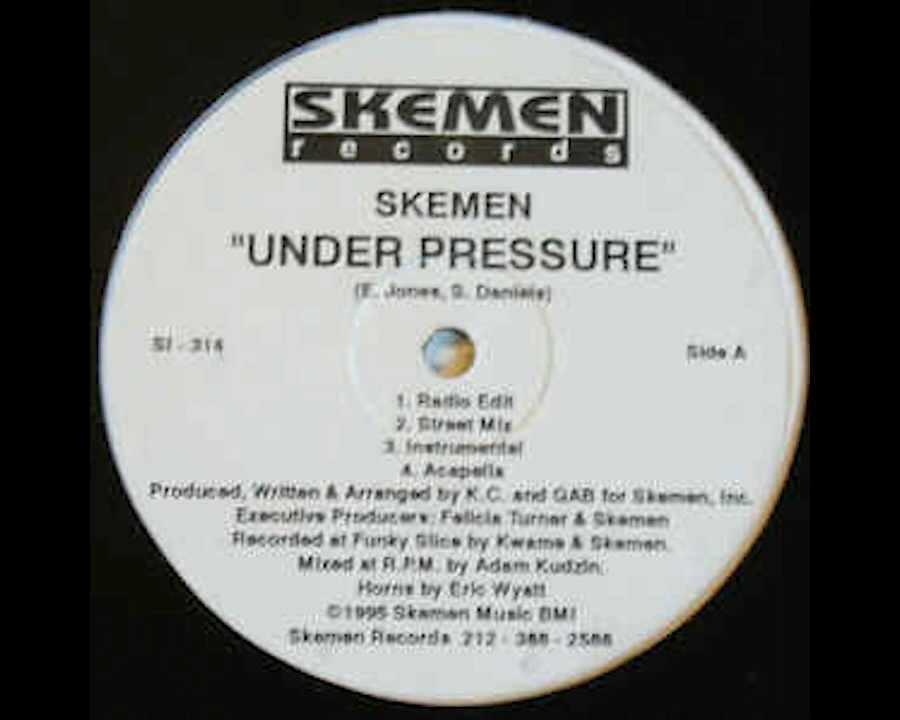 SKEMEN
records
SKEMEN
"UNDER PRESSURE"
(E. Jones, S. Daniels)
SI - 314
Side A
1. Radio Edit
2. Street Mix
3. Instrumental
4. Acapella
Produced, Written & Arranged by K.C. and GAB for Skemen, Inc.
Executive Producers: Felicia Turner & Skemen
Recorded at Funky Slice by Kwame & Skemen.
Mixed at R.P.M. by Adam Kudzin.
Horns by Eric Wyatt
©1995 Skemen Music BMI
Skemen Records 212 - 388 -